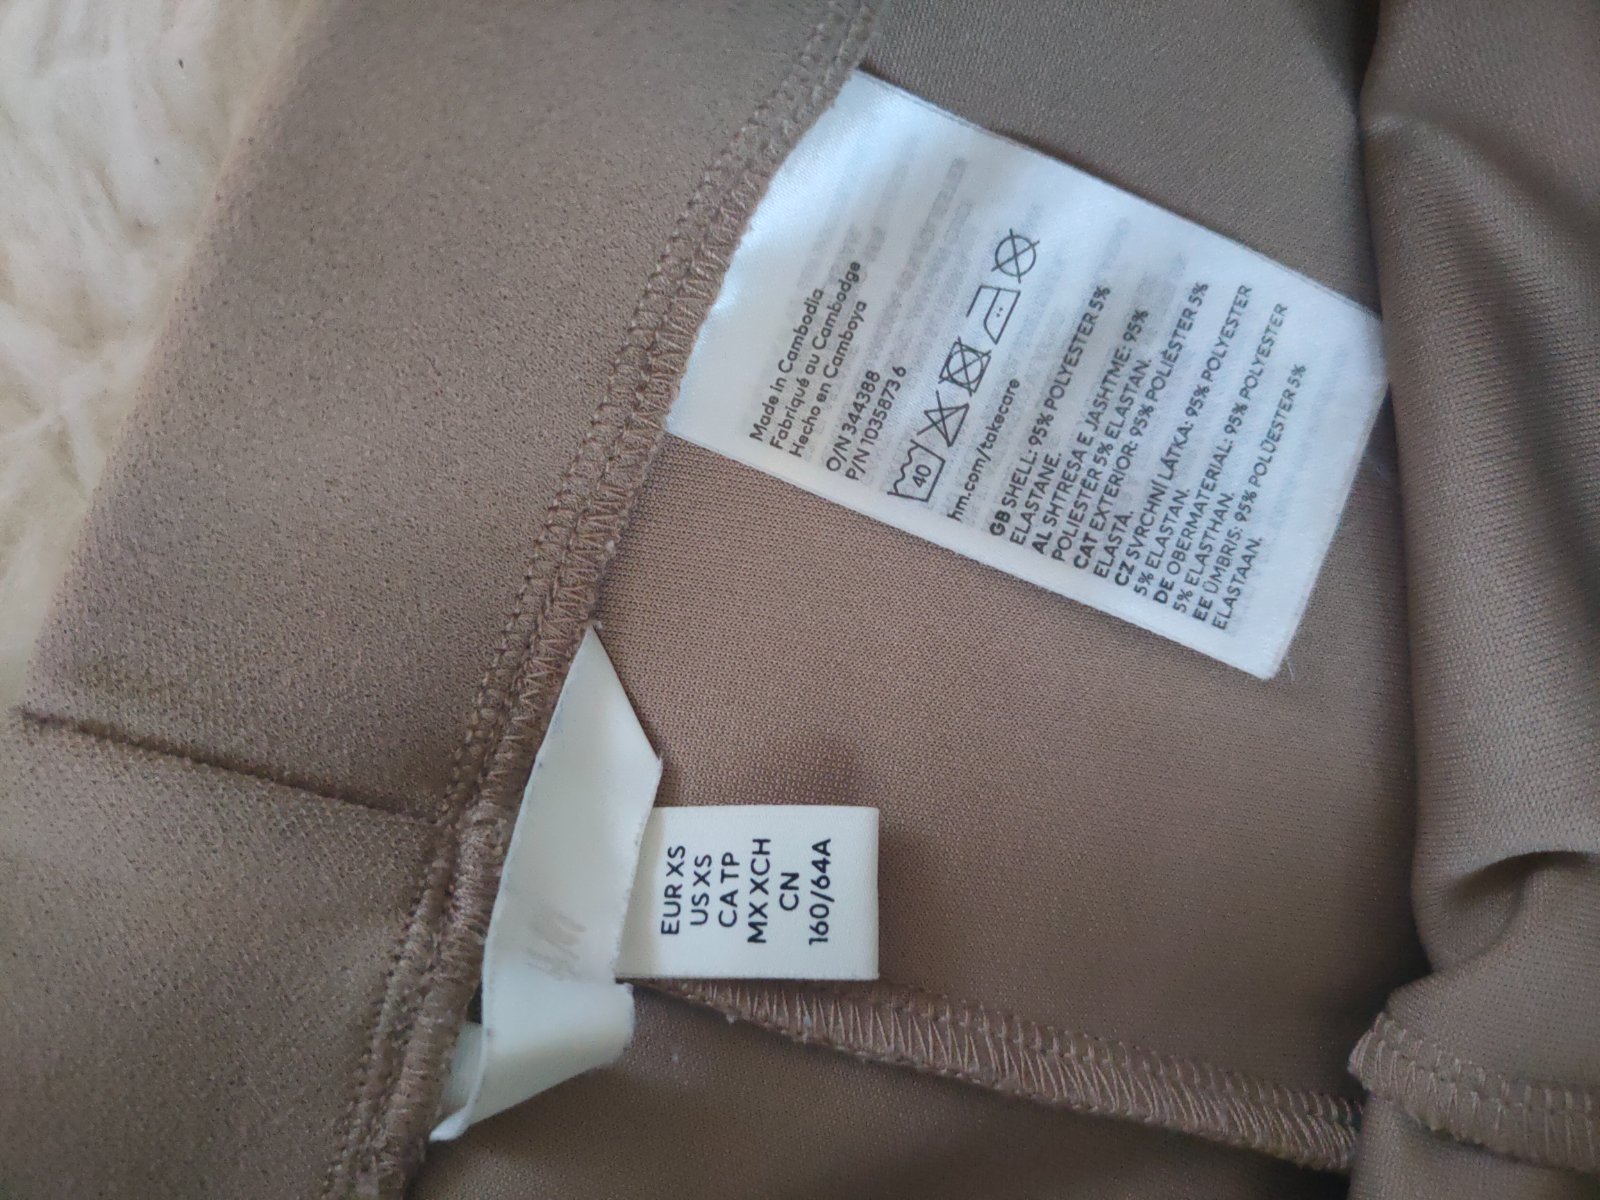 Made in Cambodia
Fabriqué au Cambodge
Hecho en Camboya
O/N 344388
P/N 1035873 6
40
hm.com/takecare
GB SHELL: 95% POLYESTER 5%
ELASTANE.
AL SHTRESA E JASHTME: 95%
POLIESTËR 5% ELASTAN.
CAT EXTERIOR: 95% POLIÈSTER 5%
ELASTÀ.
CZ SVRCHNÍ LÁTKA: 95% POLYESTER
5% ELASTAN.
DE OBERMATERIAL: 95% POLYESTER
5% ELASTHAN.
EE ÜMBRIS: 95% POLÜESTER 5%
ELASTAAN.
EUR XS
US XS
CA TP
MX XCH
CN
160/64A